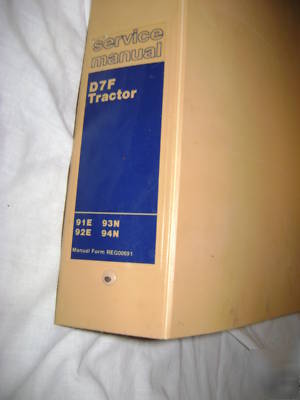 service
manual
D7F
Tractor
91E 93N
92E 94N
Manual Form REG00691